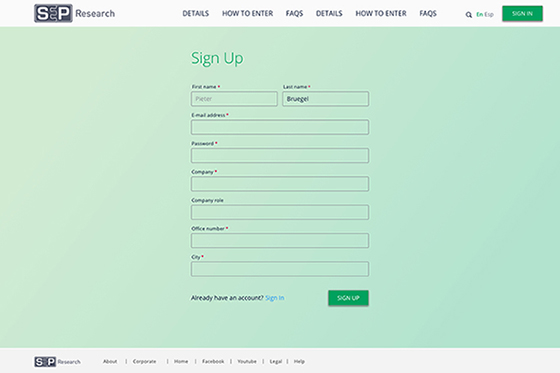 SnP Research DETAILS HOW TO ENTER FAQS DETAILS HOW TO ENTER FAQS En Esp SIGN IN
Sign Up
First name * Last name *
Pieter Bruegel
E-mail address *
Password *
Company *
Company role
Office number *
City *
Already have an account? Sign in SIGN UP
SnP Research About | Corporate | Home | Facebook | Youtube | Legal | Help